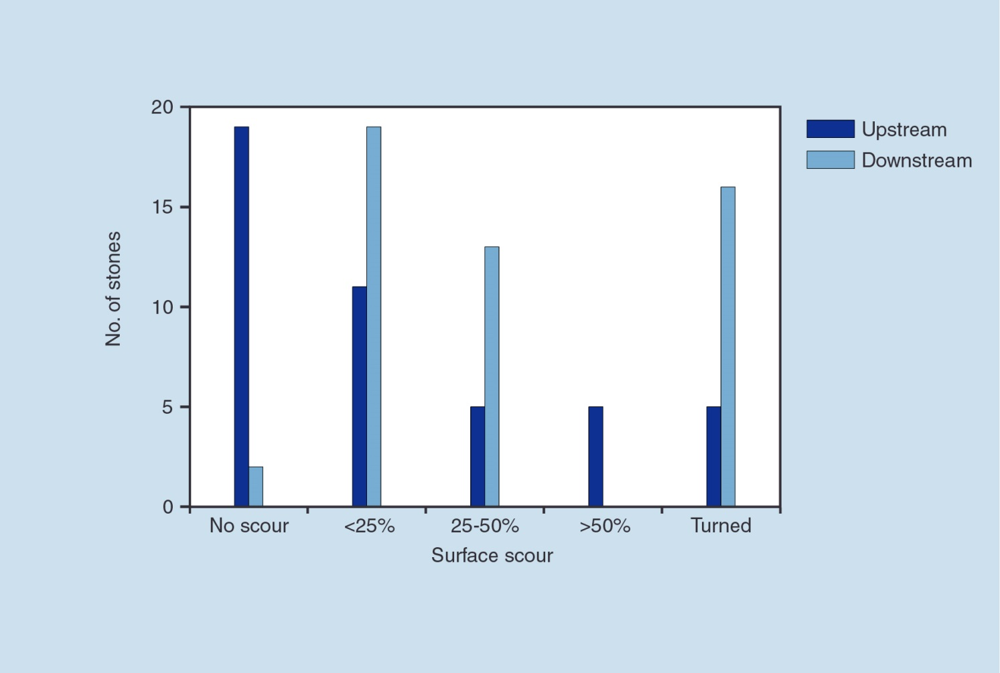 20
15
10
5
0
No. of stones
No scour
<25%
25-50%
>50%
Turned
Surface scour
Upstream
Downstream